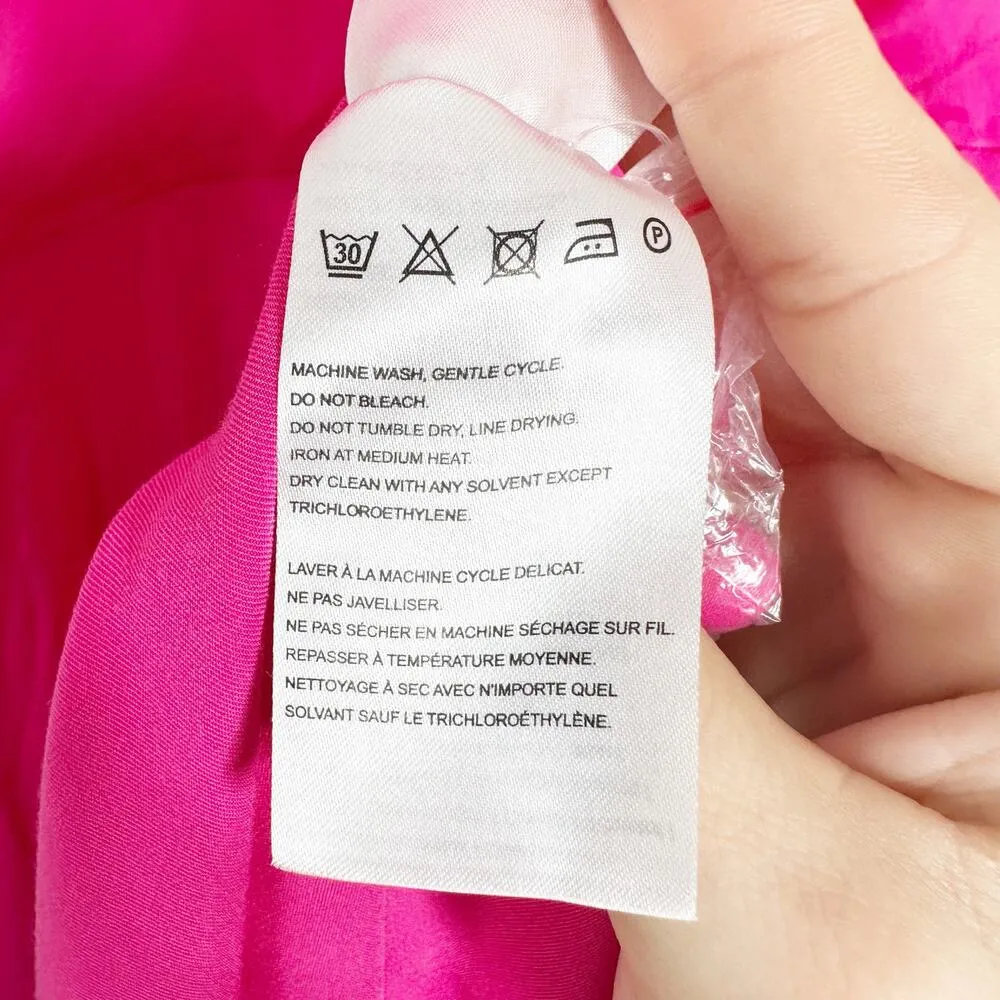 30 P
MACHINE WASH, GENTLE CYCLE.
DO NOT BLEACH.
DO NOT TUMBLE DRY, LINE DRYING.
IRON AT MEDIUM HEAT.
DRY CLEAN WITH ANY SOLVENT EXCEPT
TRICHLOROETHYLENE.
LAVER À LA MACHINE CYCLE DELICAT.
NE PAS JAVELLISER.
NE PAS SÉCHER EN MACHINE SÉCHAGE SUR FIL.
REPASSER À TEMPÉRATURE MOYENNE.
NETTOYAGE À SEC AVEC N'IMPORTE QUEL
SOLVANT SAUF LE TRICHLOROÉTHYLÈNE.